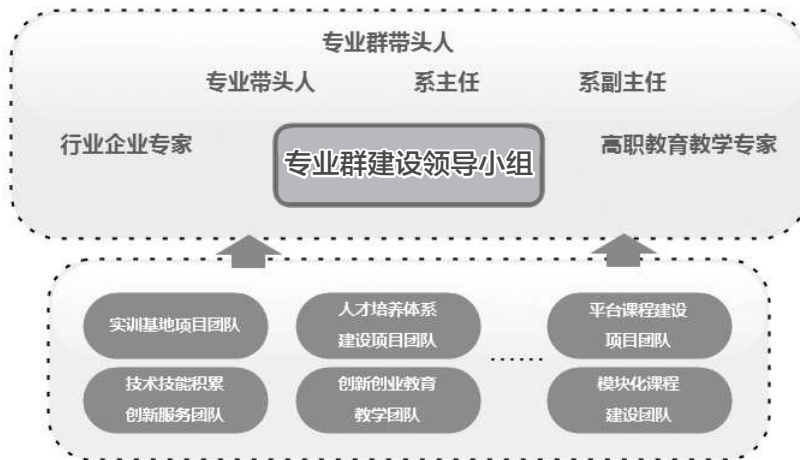 专业群带头人
专业带头人 系主任 系副主任
行业企业专家 高职教育教学专家
专业群建设领导小组
实训基地项目团队
人才培养体系
建设项目团队
平台课程建设
项目团队
......
技术技能积累
创新服务团队
创新创业教育
教学团队
模块化课程
建设团队